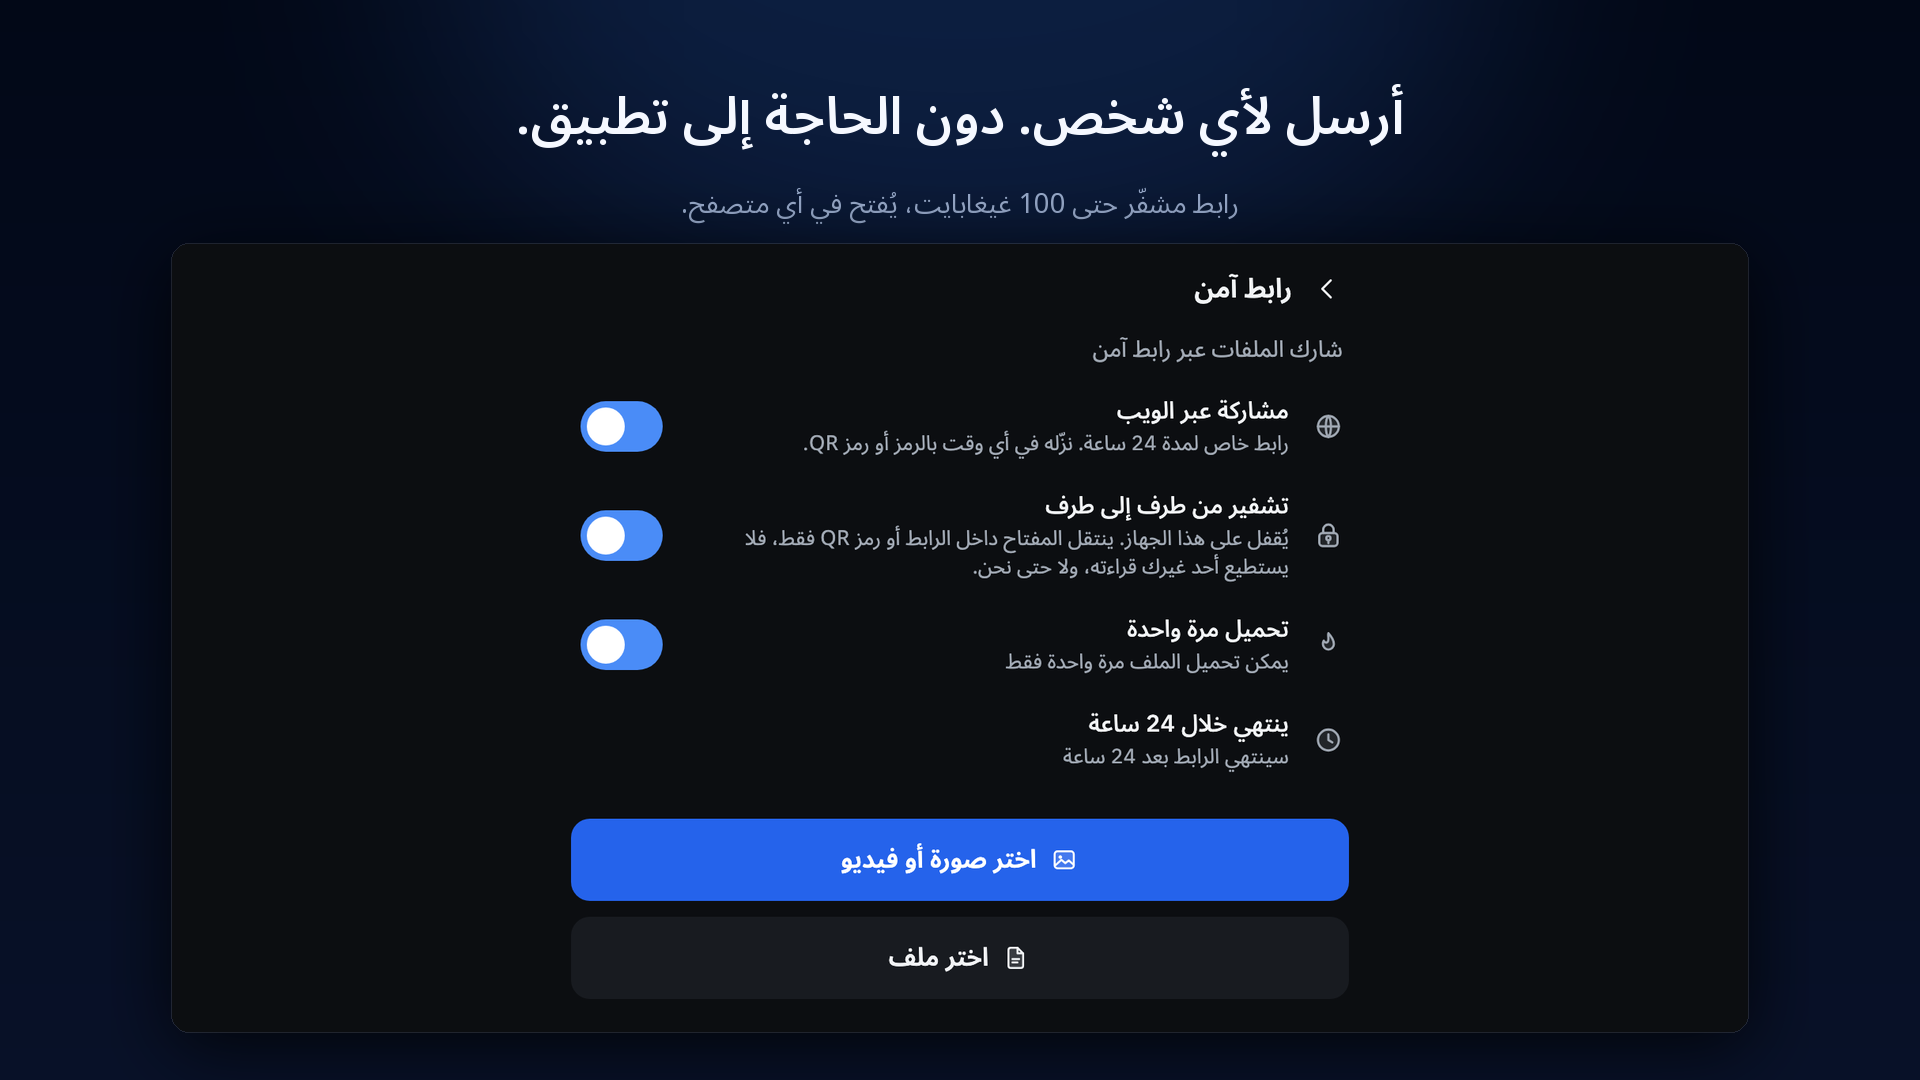 أرسل لأي شخص. دون الحاجة إلى تطبيق.
رابط مشفّر حتى 100 غيغابايت، يُفتح في أي متصفح.
رابط آمن
شارك الملفات عبر رابط آمن
مشاركة عبر الويب
رابط خاص لمدة 24 ساعة. نزّله في أي وقت بالرمز أو رمز QR.
تشفير من طرف إلى طرف
يُقفل على هذا الجهاز. ينتقل المفتاح داخل الرابط أو رمز QR فقط، فلا
يستطيع أحد غيرك قراءته، ولا حتى نحن.
تحميل مرة واحدة
يمكن تحميل الملف مرة واحدة فقط
ينتهي خلال 24 ساعة
سينتهي الرابط بعد 24 ساعة
اختر صورة أو فيديو
اختر ملف